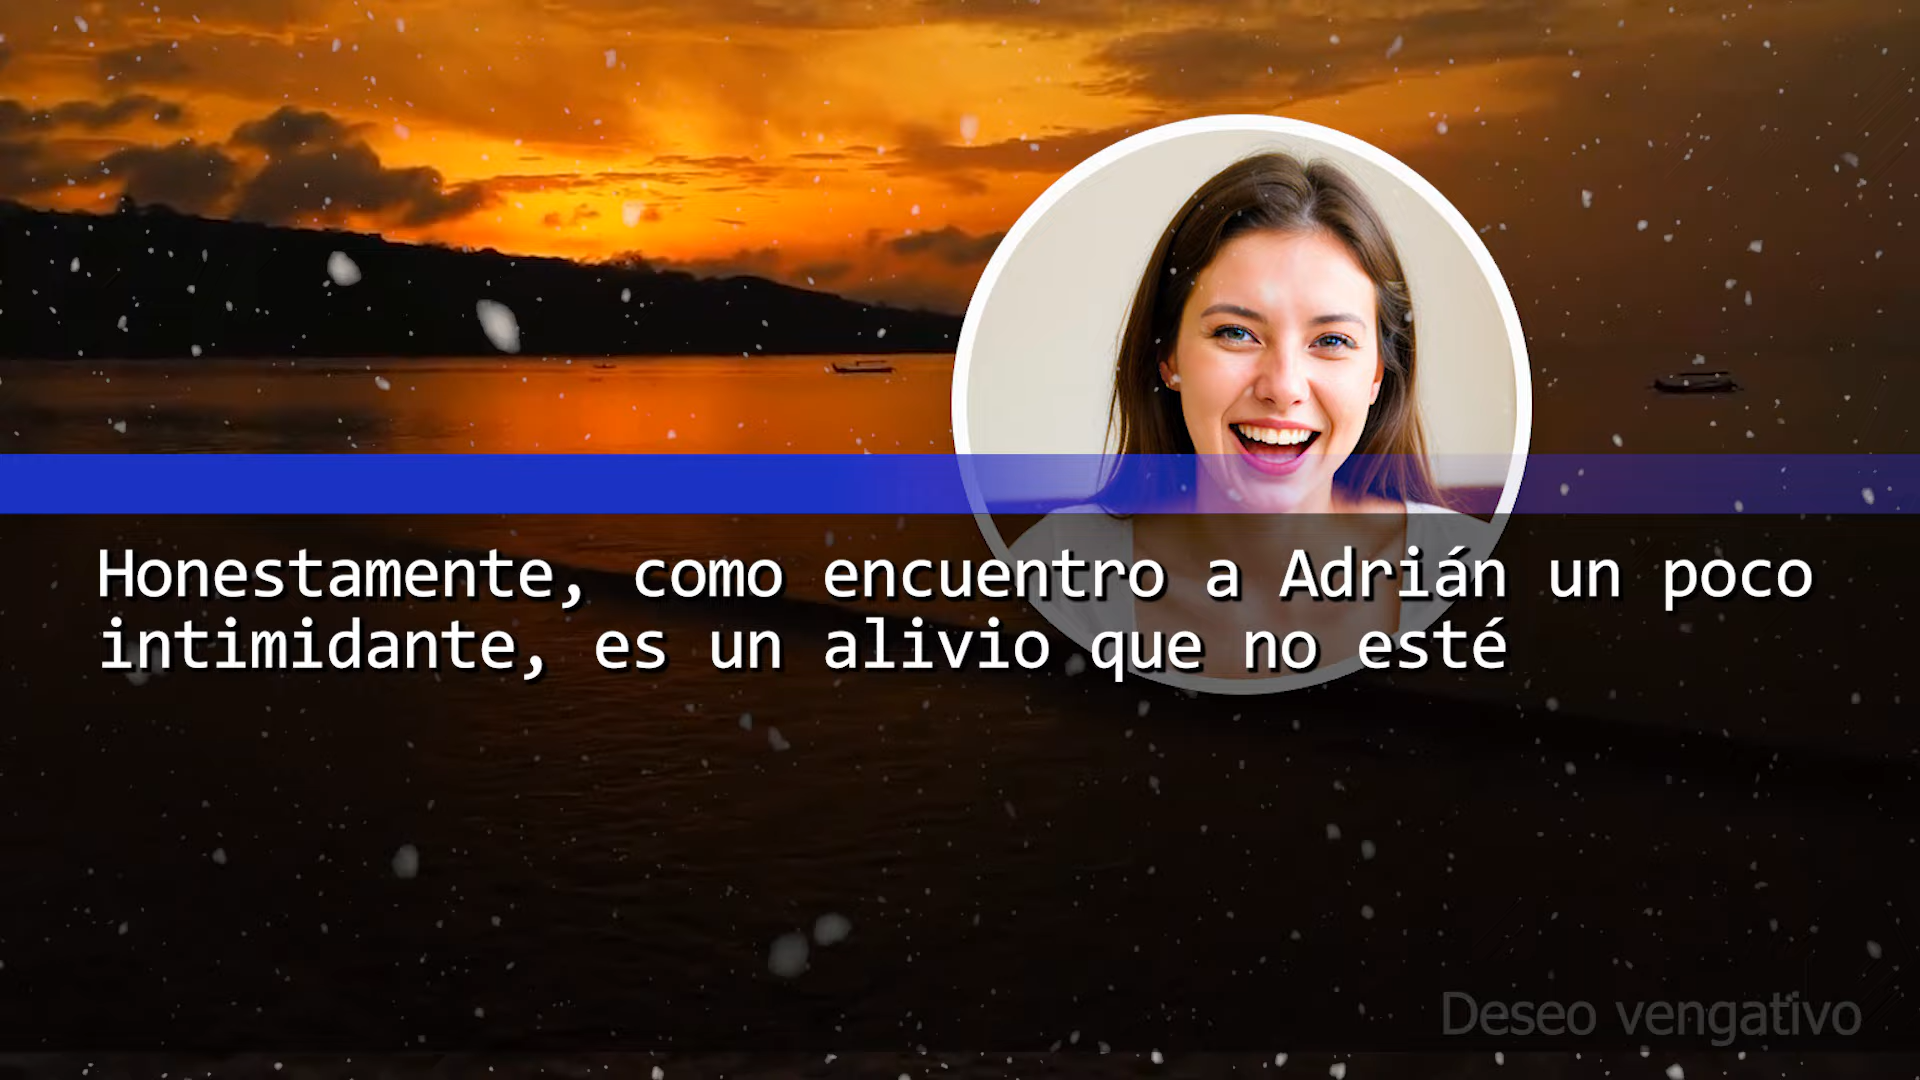 Honestamente, como encuentro a Adrián un poco
intimidante, es un alivio que no esté
Deseo vengativo